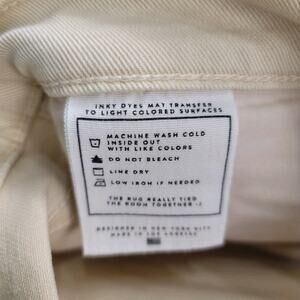 INKY DYES MAY TRANSFER
TO LIGHT COLORED SURFACES
MACHINE WASH COLD
INSIDE OUT
WITH LIKE COLORS
DO NOT BLEACH
LINE DRY
LOW IRON IF NEEDED
THE RUG REALLY TIED
THE ROOM TOGETHER :)
DESIGNED IN NEW YORK CITY
MADE IN LOS ANGELES